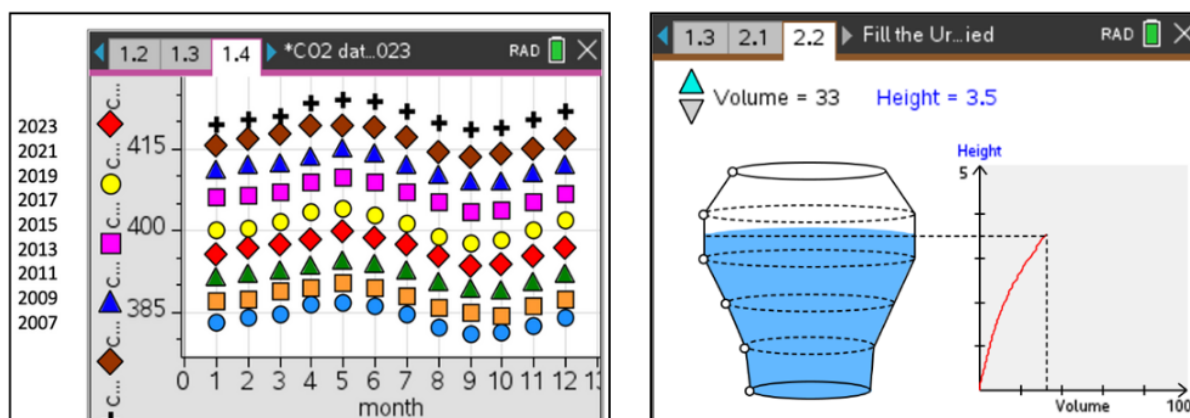 1.2 1.3 1.4 *CO2 dat...023 RAD
2023
2021
2019
2017
2015
2013
2011
2009
2007
C...
C...
C...
C...
C...
C...
415
400
385
0 1 2 3 4 5 6 7 8 9 10 11 12
month
1.3 2.1 2.2 Fill the Ur...ied RAD
Volume = 33 Height = 3.5
Height
5
Volume 100